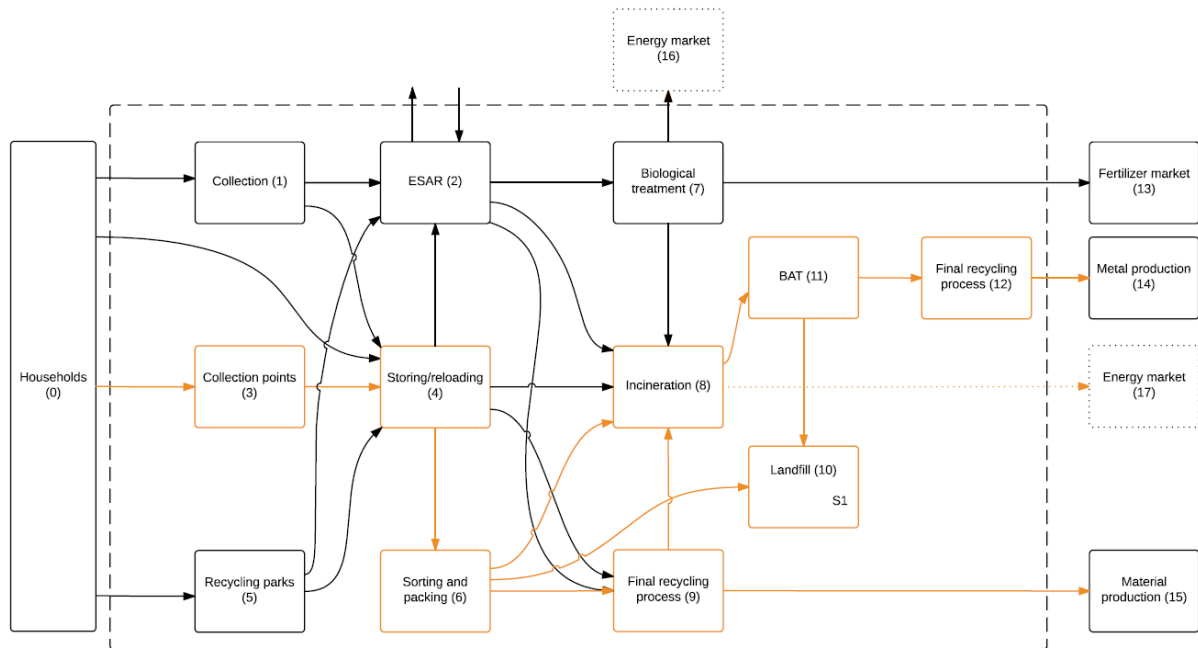 Energy market
(16)
Collection (1)
ESAR (2)
Biological
treatment (7)
Fertilizer market
(13)
BAT (11)
Final recycling
process (12)
Metal production
(14)
Households
(0)
Collection points
(3)
Storing/reloading
(4)
Incineration (8)
Energy market
(17)
Landfill (10)
S1
Recycling parks
(5)
Sorting and
packing (6)
Final recycling
process (9)
Material
production (15)